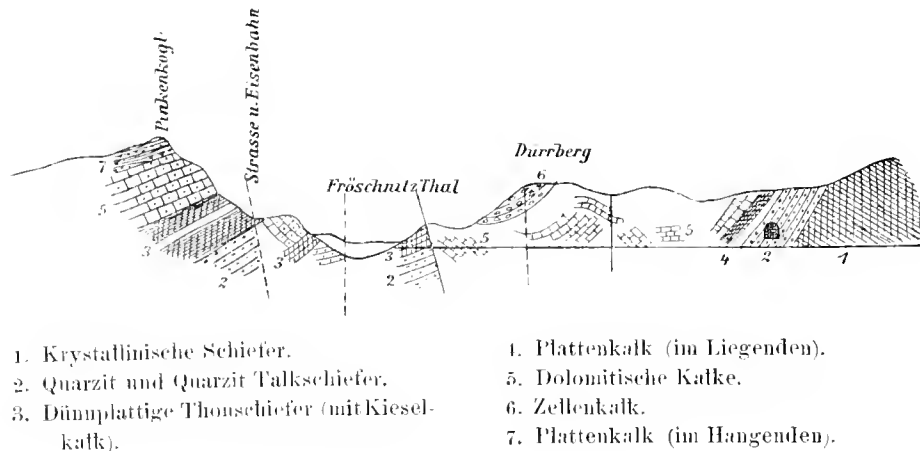 Pinkenkogl
Strasse u. Eisenbahn
Fröschnitz Thal
Dürrberg
7
5
3
2
3
3
2
5
6
5
4
2
1
1. Krystallinische Schiefer.
2. Quarzit und Quarzit Talkschiefer.
3. Dünnplattige Thonschiefer (mit Kiesel-
kalk).
4. Plattenkalk (im Liegenden).
5. Dolomitische Kalke.
6. Zellenkalk.
7. Plattenkalk (im Hangenden).